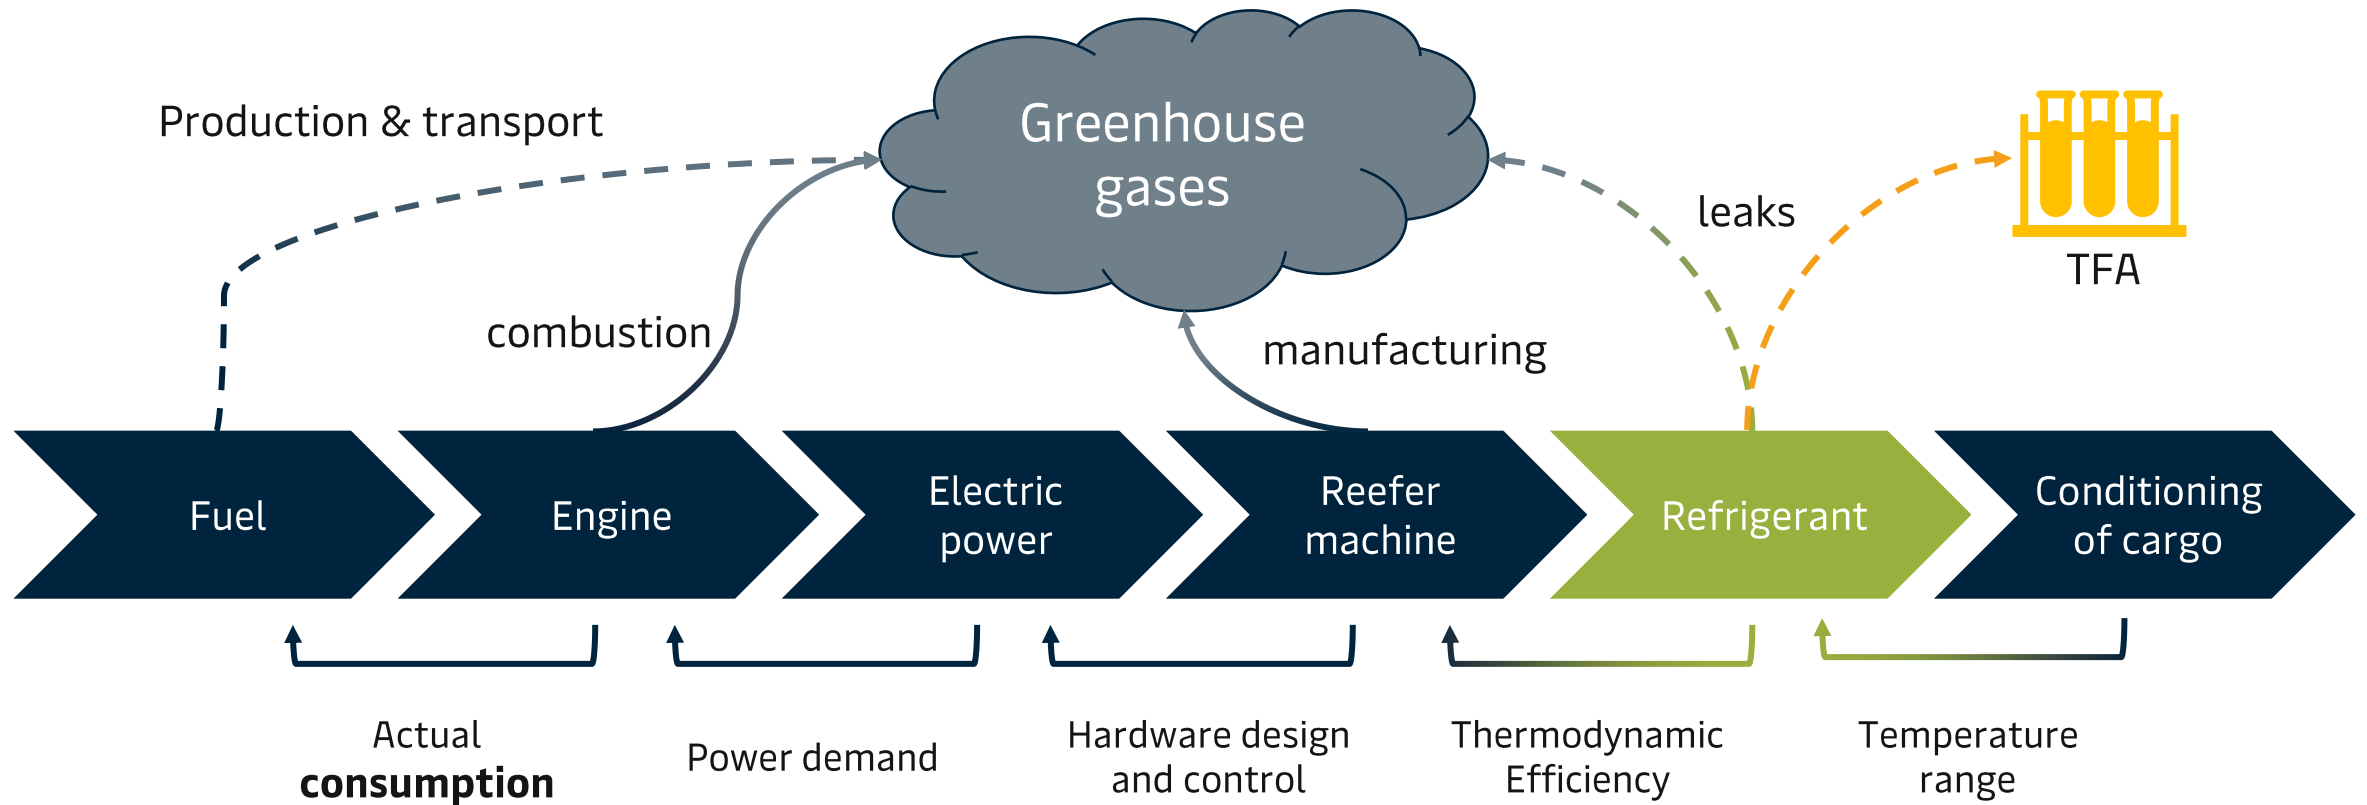 Production & transport
Greenhouse
gases
leaks
TFA
combustion
manufacturing
Fuel
Engine
Electric
power
Reefer
machine
Refrigerant
Conditioning
of cargo
Actual
consumption
Power demand
Hardware design
and control
Thermodynamic
Efficiency
Temperature
range